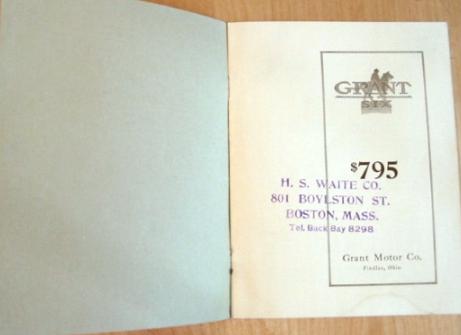 GRANT
SIX
$795
H. S. WAITE CO.
801 BOYLSTON ST.
BOSTON, MASS.
Tel. Back Bay 8298
Grant Motor Co.
Findlay, Ohio